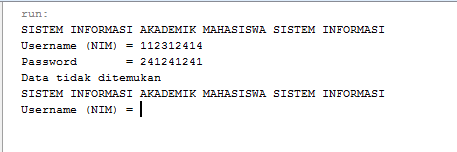 run:
SISTEM INFORMASI AKADEMIK MAHASISWA SISTEM INFORMASI
Username (NIM) = 112312414
Password       = 241241241
Data tidak ditemukan
SISTEM INFORMASI AKADEMIK MAHASISWA SISTEM INFORMASI
Username (NIM) =